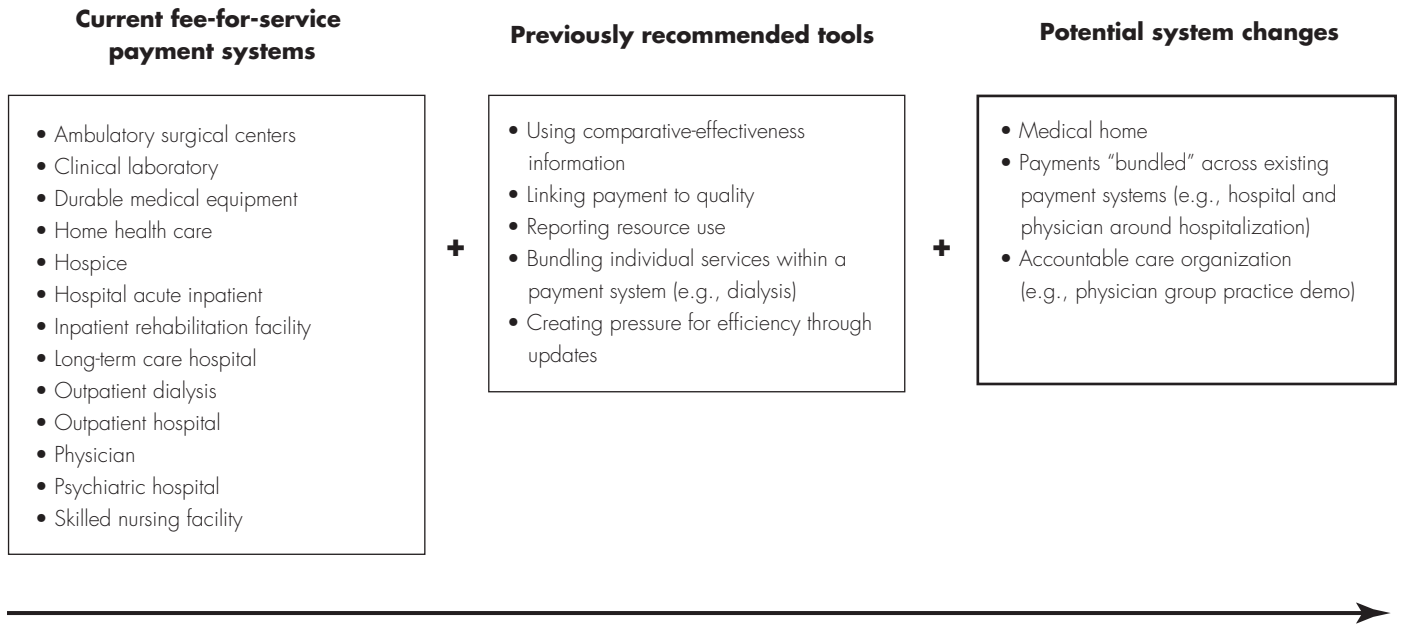 Current fee-for-service
payment systems
• Ambulatory surgical centers
• Clinical laboratory
• Durable medical equipment
• Home health care
• Hospice
• Hospital acute inpatient
• Inpatient rehabilitation facility
• Long-term care hospital
• Outpatient dialysis
• Outpatient hospital
• Physician
• Psychiatric hospital
• Skilled nursing facility
+
Previously recommended tools
• Using comparative-effectiveness
information
• Linking payment to quality
• Reporting resource use
• Bundling individual services within a
payment system (e.g., dialysis)
• Creating pressure for efficiency through
updates
+
Potential system changes
• Medical home
• Payments “bundled” across existing
payment systems (e.g., hospital and
physician around hospitalization)
• Accountable care organization
(e.g., physician group practice demo)